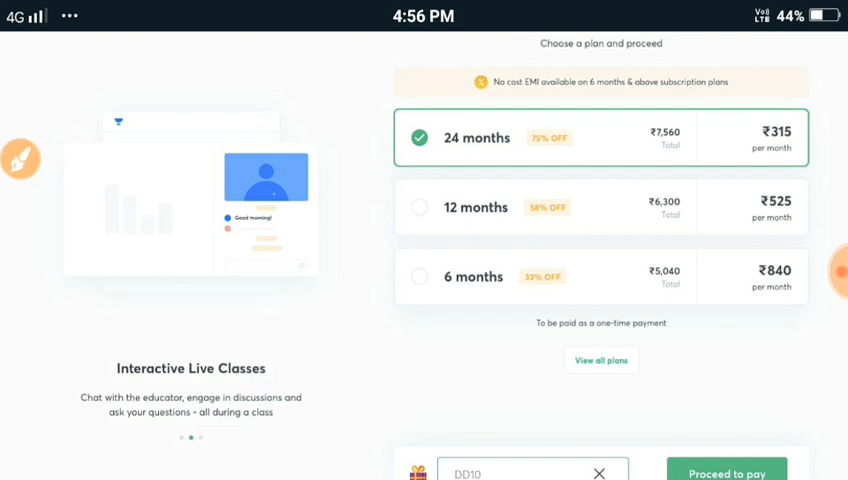 4G
4:56 PM
Vo))
LTE
44%
Choose a plan and proceed
No cost EMI available on 6 months & above subscription plans
24 months
75% OFF
₹7,560
Total
₹315
per month
12 months
58% OFF
₹6,300
Total
₹525
per month
6 months
33% OFF
₹5,040
Total
₹840
per month
To be paid as a one-time payment
View all plans
Good morning!
Interactive Live Classes
Chat with the educator, engage in discussions and
ask your questions - all during a class
DD10
Proceed to pay